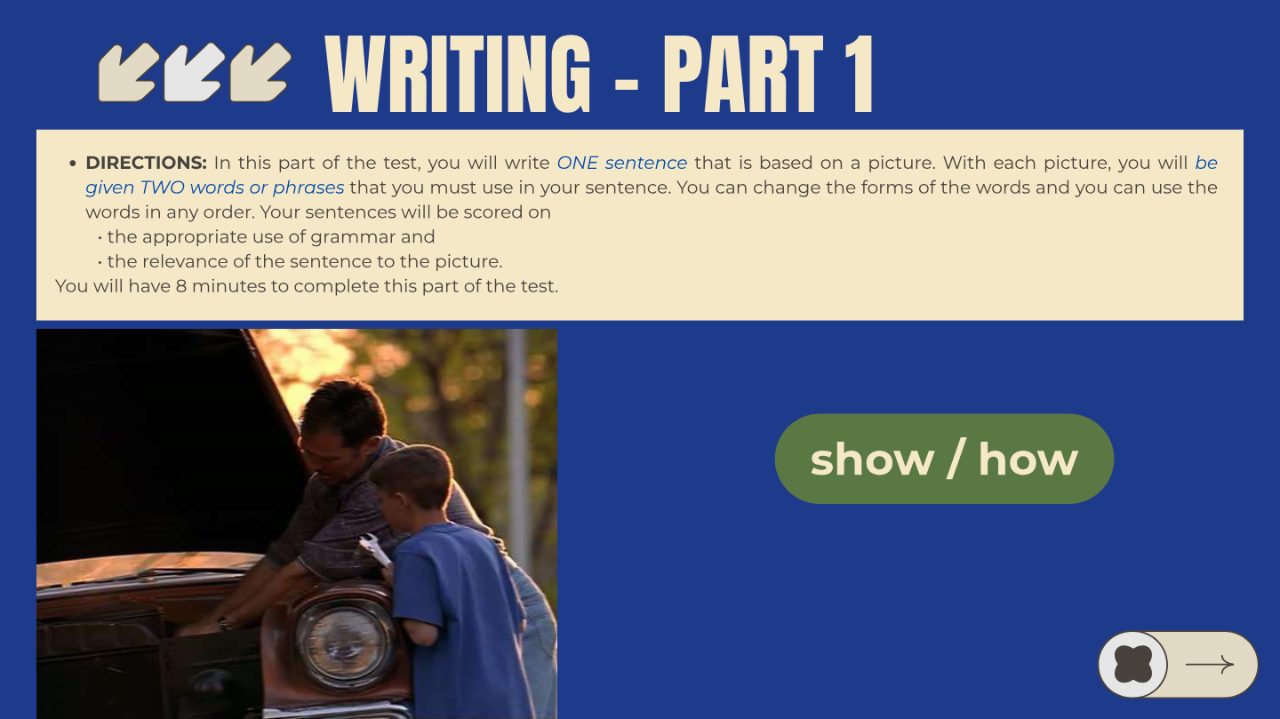 WRITING - PART 1
• DIRECTIONS: In this part of the test, you will write ONE sentence that is based on a picture. With each picture, you will be
given TWO words or phrases that you must use in your sentence. You can change the forms of the words and you can use the
words in any order. Your sentences will be scored on
• the appropriate use of grammar and
• the relevance of the sentence to the picture.
You will have 8 minutes to complete this part of the test.
show / how